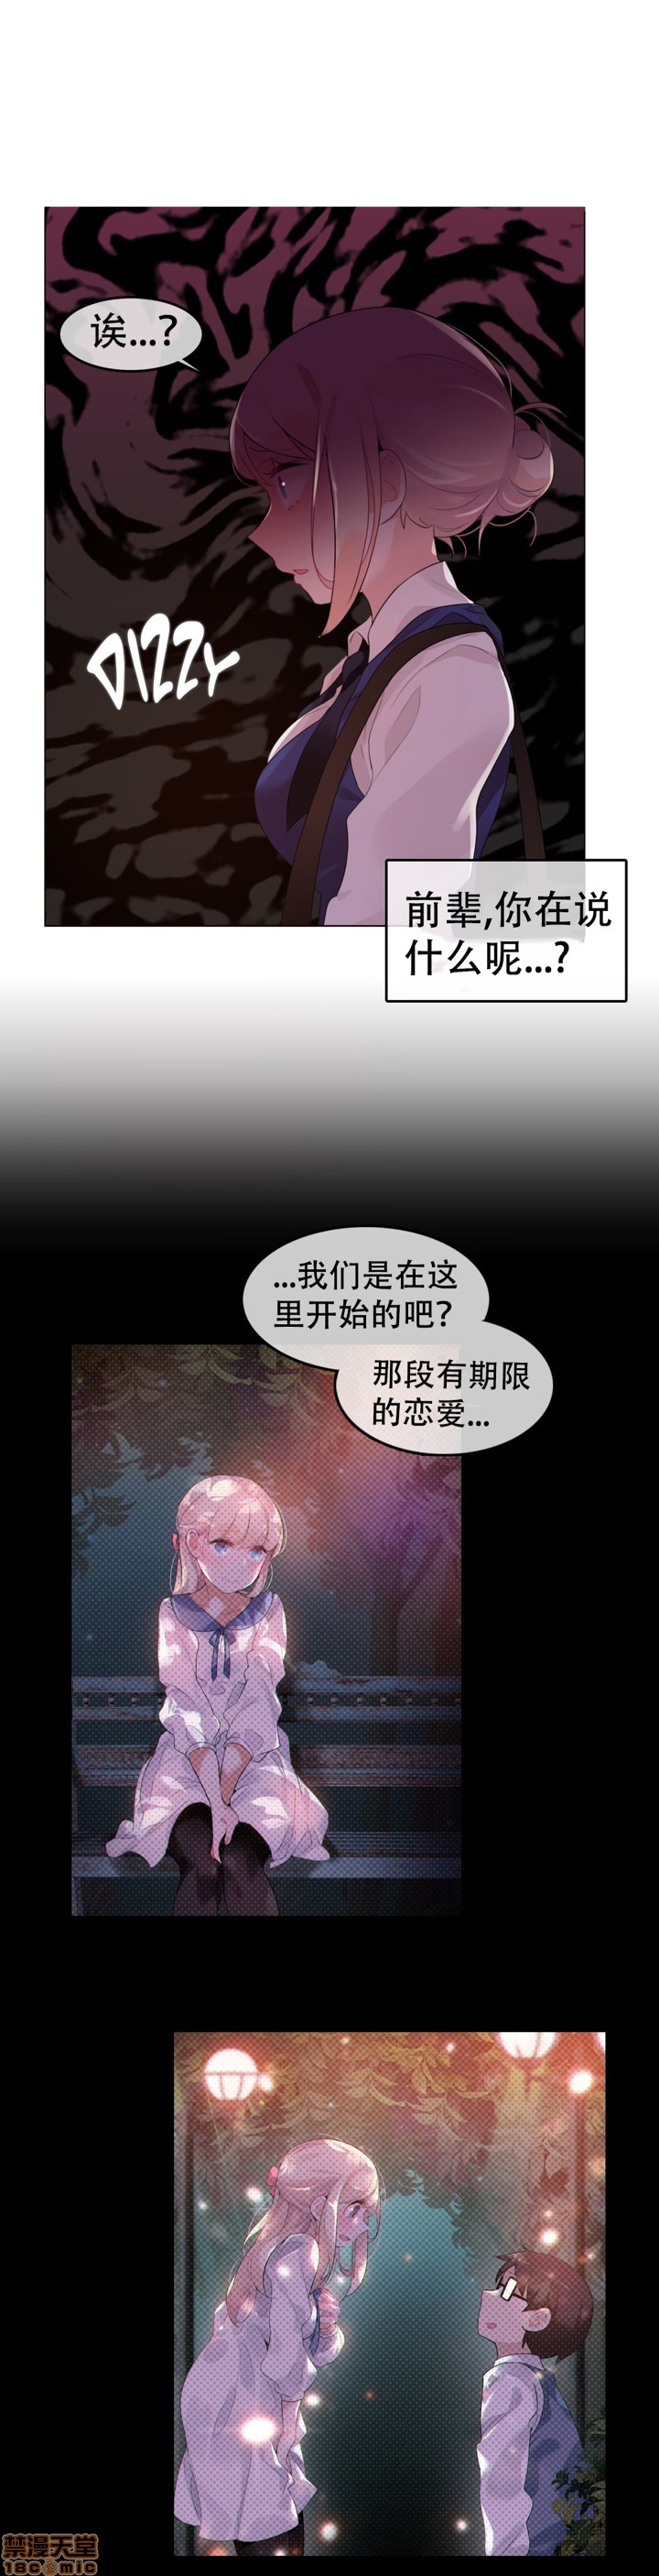 诶...?
DIZZY
前辈,你在说
什么呢...?
...我们是在这
里开始的吧?
那段有期限
的恋爱...
禁漫天堂
18comic